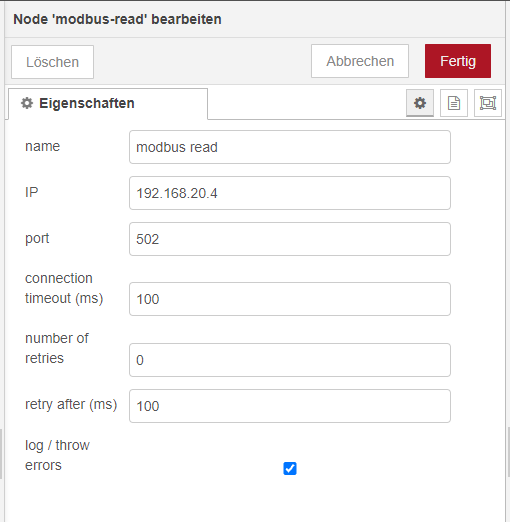 Node 'modbus-read' bearbeiten
Löschen
Abbrechen
Fertig
Eigenschaften
name
modbus read
IP
192.168.20.4
port
502
connection
timeout (ms)
100
number of
retries
0
retry after (ms)
100
log / throw
errors